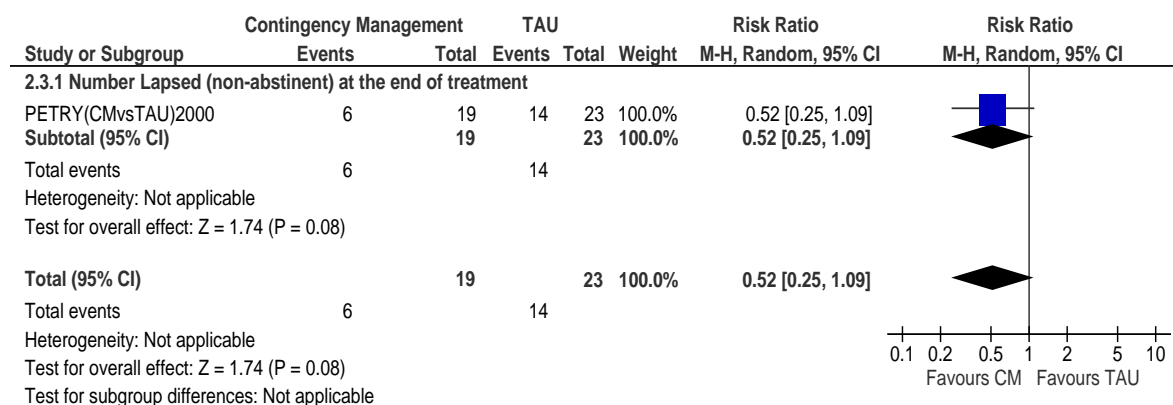 Contingency Management TAU Risk Ratio Risk Ratio
Study or Subgroup Events Total Events Total Weight M-H, Random, 95% CI M-H, Random, 95% CI
2.3.1 Number Lapsed (non-abstinent) at the end of treatment
PETRY(CMvsTAU)2000 6 19 14 23 100.0% 0.52 [0.25, 1.09]
Subtotal (95% CI) 19 23 100.0% 0.52 [0.25, 1.09]
Total events 6 14
Heterogeneity: Not applicable
Test for overall effect: Z = 1.74 (P = 0.08)
Total (95% CI) 19 23 100.0% 0.52 [0.25, 1.09]
Total events 6 14
Heterogeneity: Not applicable
Test for overall effect: Z = 1.74 (P = 0.08)
Test for subgroup differences: Not applicable
0.1 0.2 0.5 1 2 5 10
Favours CM Favours TAU